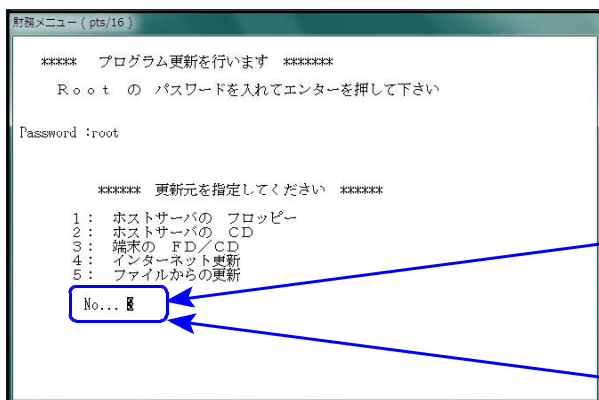 財務メニュー ( pts/16 )
***** プログラム更新を行います *******
Ｒｏｏｔ の パスワードを入れてエンターを押して下さい
Password :root
****** 更新元を指定してください ******
１： ホストサーバの フロッピー
２： ホストサーバの ＣＤ
３： 端末の ＦＤ／ＣＤ
４： インターネット更新
５： ファイルからの更新
No...